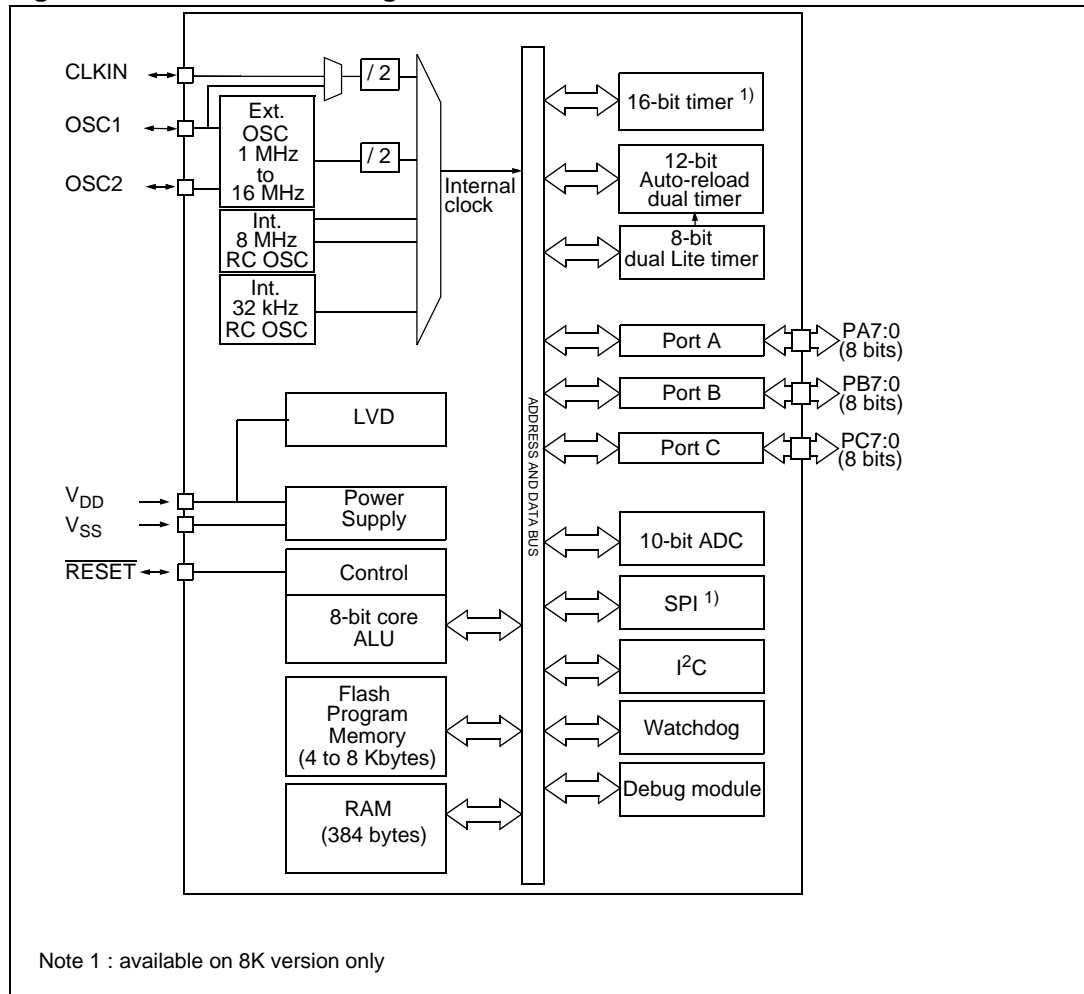 CLKIN
OSC1
OSC2
/ 2
Ext.
OSC
1 MHz
to
16 MHz
/ 2
Int.
8 MHz
RC OSC
Int.
32 kHz
RC OSC
Internal
clock
LVD
VDD
VSS
Power
Supply
RESET
Control
8-bit core
ALU
Flash
Program
Memory
(4 to 8 Kbytes)
RAM
(384 bytes)
ADDRESS AND DATA BUS
16-bit timer 1)
12-bit
Auto-reload
dual timer
8-bit
dual Lite timer
Port A
PA7:0
(8 bits)
Port B
PB7:0
(8 bits)
Port C
PC7:0
(8 bits)
10-bit ADC
SPI 1)
I2C
Watchdog
Debug module
Note 1 : available on 8K version only